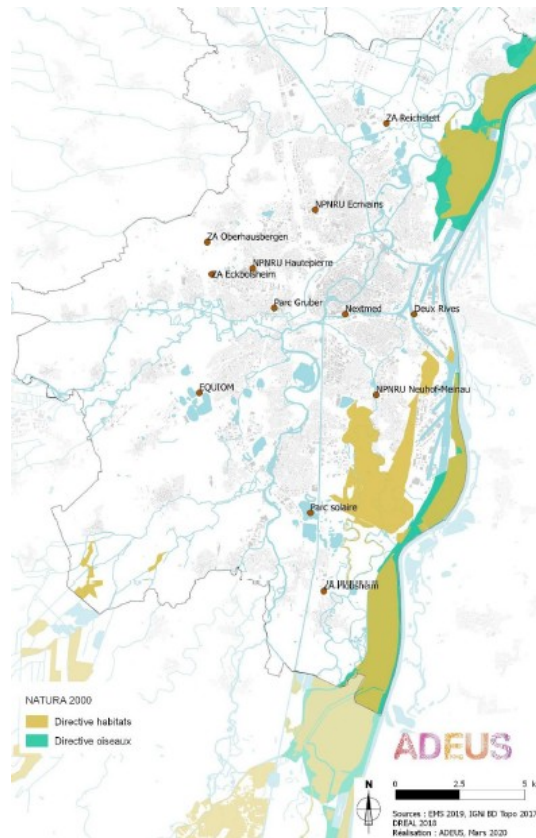 ZA Reichstett
NPNRU Ecrivains
ZA Oberhausbergen
NPNRU Hautepierre
ZA Eckbolsheim
Parc Gruber
Nextmed
Deux Rives
EQUIOM
NPNRU Neuhof-Meinau
Parc solaire
ZA Plobsheim
NATURA 2000
Directive habitats
Directive oiseaux
ADEUS
N
0 2.5 5 k
Sources : EMS 2019, IGN BD Topo 2017
DREAL 2018
Réalisation : ADEUS, Mars 2020